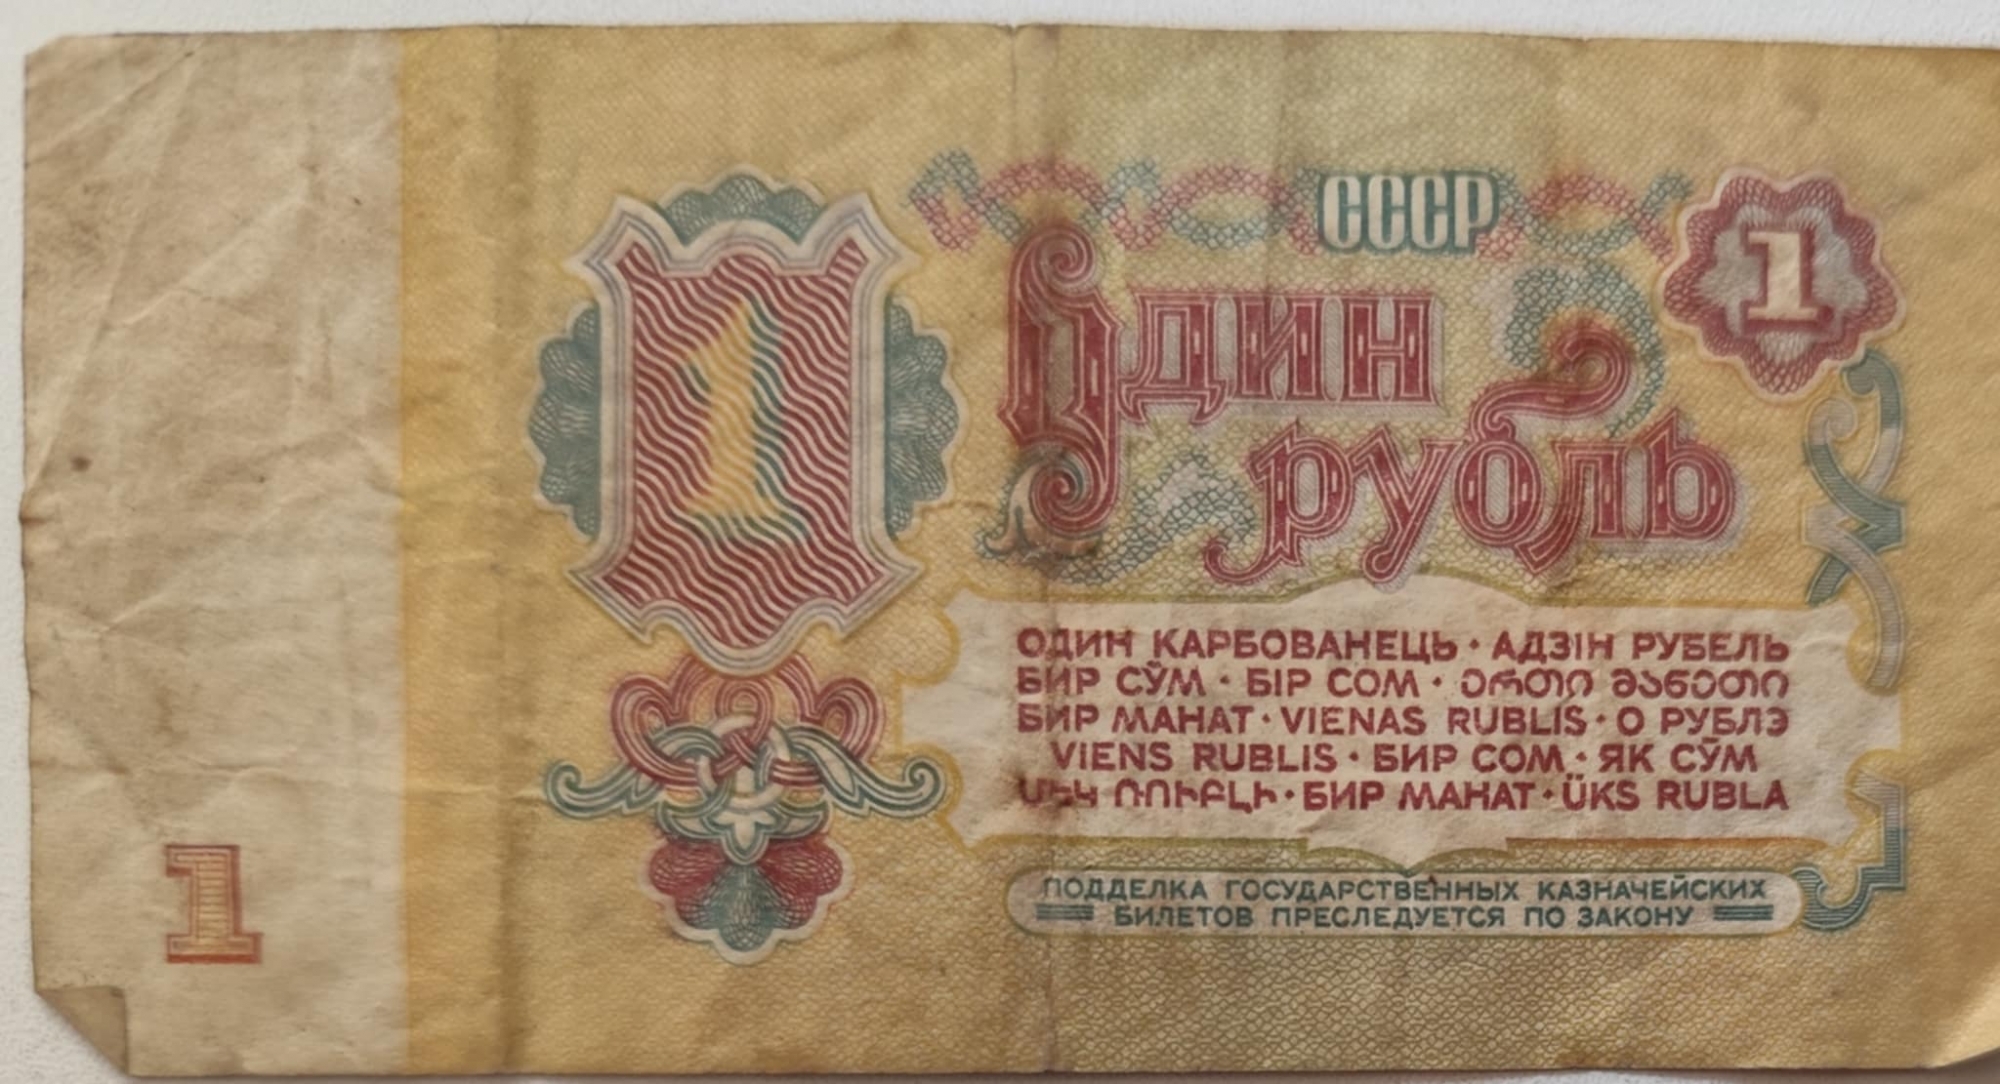 СССР
1
1
Один
рубль
ОДИН КАРБОВАНЕЦЬ · АДЗІН РУБЕЛЬ
БИР СЎМ · БІР СОМ · ერთი მანეთი
БИР МАНАТ · VIENAS RUBLIS · О РУБЛЭ
VIENS RUBLIS · БИР СОМ · ЯК СЎМ
ՄԵԿ ՌՈՒԲԼԻ · БИР МАНАТ · ÜKS RUBLA
ПОДДЕЛКА ГОСУДАРСТВЕННЫХ КАЗНАЧЕЙСКИХ
БИЛЕТОВ ПРЕСЛЕДУЕТСЯ ПО ЗАКОНУ
1